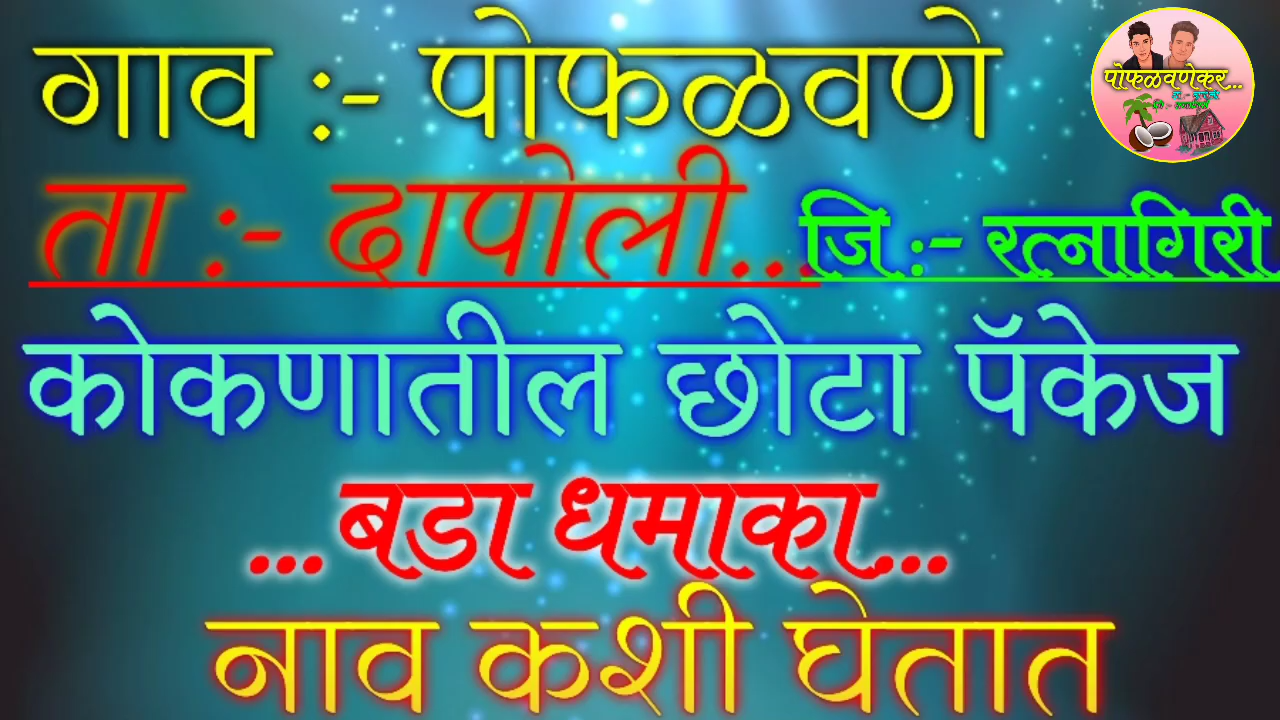 गाव :- पोफळवणे
ता :- दापोली... जि :- रत्नागिरी
कोकणातील छोटा पॅकेज
...बडा धमाका...
नाव कशी घेतात
पोफळवणेकर...